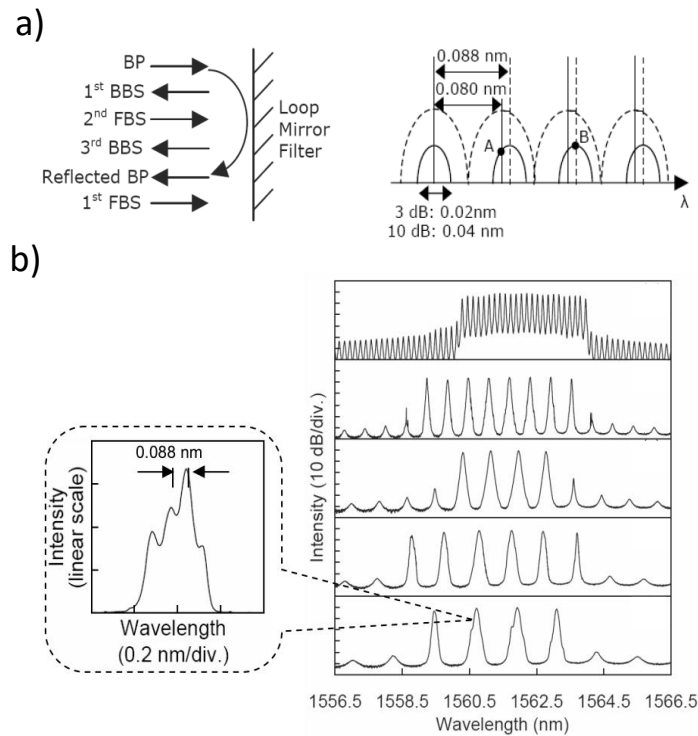 a)
BP
1st BBS
2nd FBS
3rd BBS
Reflected BP
1st FBS
Loop
Mirror
Filter
0.088 nm
0.080 nm
A
B
λ
3 dB: 0.02nm
10 dB: 0.04 nm
b)
0.088 nm
Intensity
(linear scale)
Wavelength
(0.2 nm/div.)
Intensity (10 dB/div.)
1556.5 1558.5 1560.5 1562.5 1564.5 1566.5
Wavelength (nm)